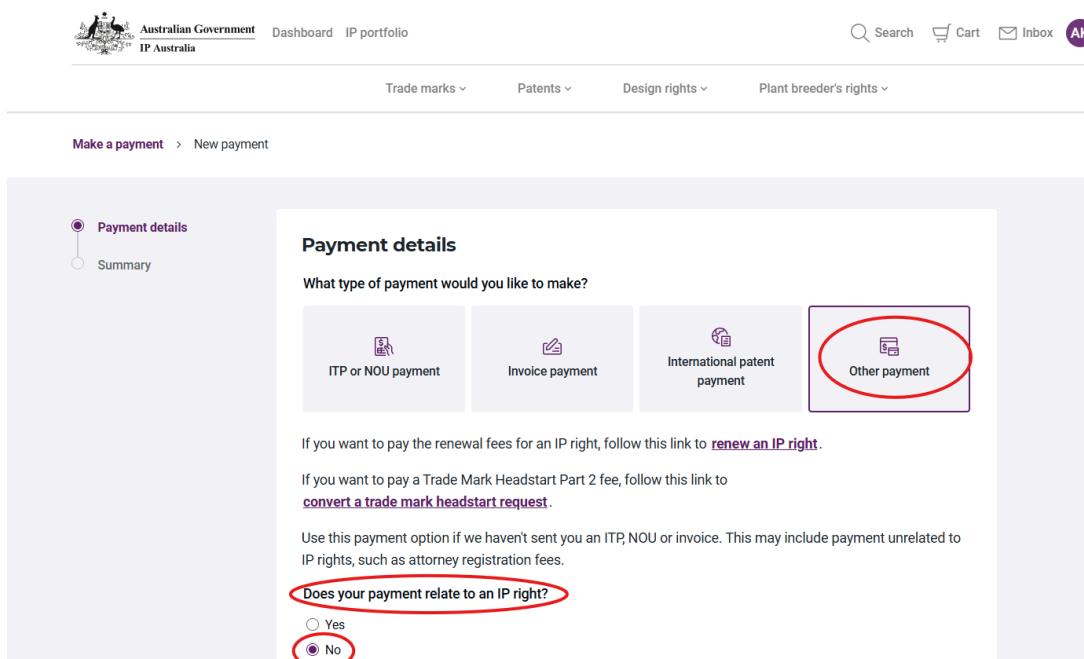 Australian Government
IP Australia
Dashboard IP portfolio
Search Cart Inbox AK
Trade marks Patents Design rights Plant breeder's rights
Make a payment > New payment
Payment details
Summary
Payment details
What type of payment would you like to make?
ITP or NOU payment
Invoice payment
International patent
payment
Other payment
If you want to pay the renewal fees for an IP right, follow this link to renew an IP right.
If you want to pay a Trade Mark Headstart Part 2 fee, follow this link to
convert a trade mark headstart request.
Use this payment option if we haven't sent you an ITP, NOU or invoice. This may include payment unrelated to
IP rights, such as attorney registration fees.
Does your payment relate to an IP right?
Yes
No